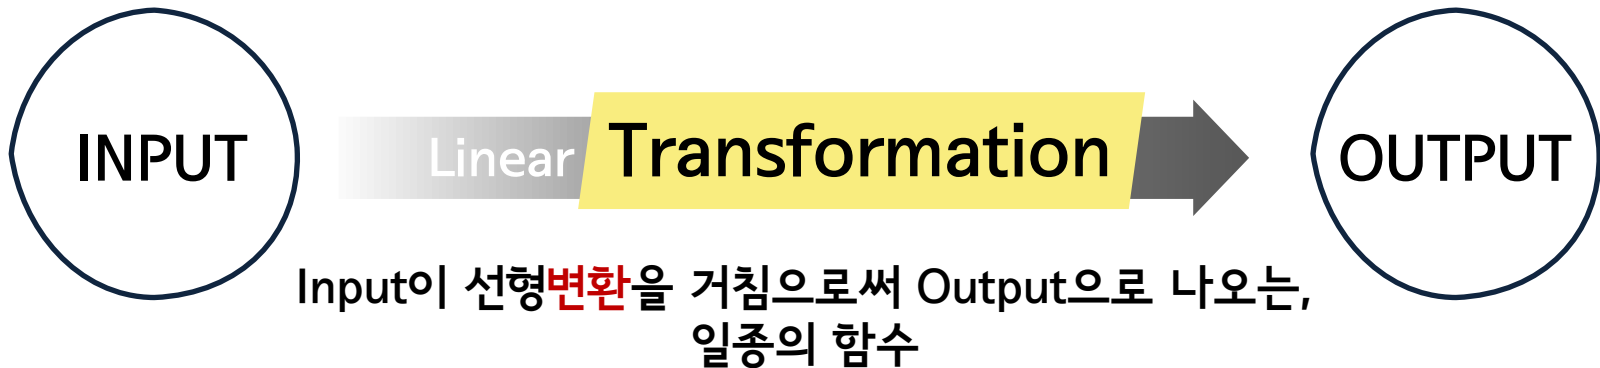 INPUT
Linear Transformation
OUTPUT
Input이 선형변환을 거침으로써 Output으로 나오는,
일종의 함수